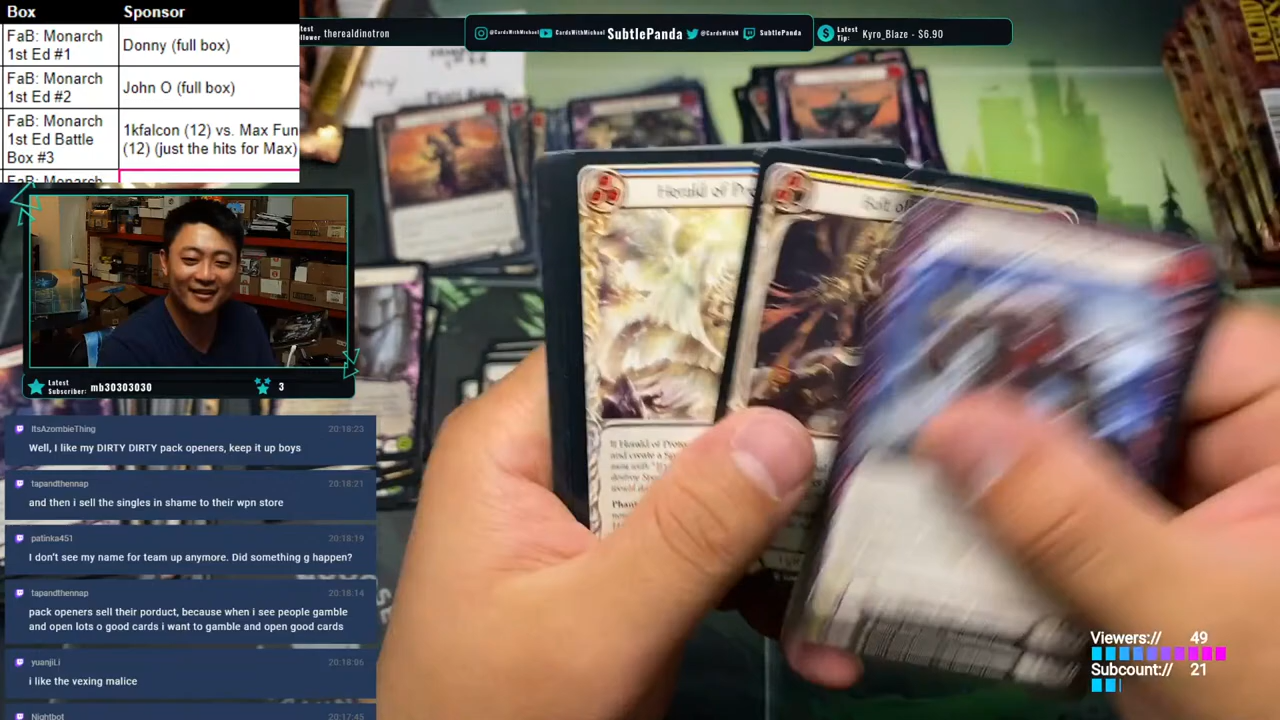 Box Sponsor
FaB: Monarch
1st Ed #1
Donny (full box)
FaB: Monarch
1st Ed #2
John O (full box)
FaB: Monarch
1st Ed Battle
Box #3
1kfalcon (12) vs. Max Fun
(12) (just the hits for Max)
therealdinotron
@CardsWithMichael
CardsWithMichael
SubtlePanda
SubtlePanda
Latest
Tip:
Kyro_Blaze - $6.90
Latest
Subscriber:
mb30303030
3
ItsAzombieThing 20:18:23
Well, I like my DIRTY DIRTY pack openers, keep it up boys
tapandthennap 20:18:21
and then i sell the singles in shame to their wpn store
patinka451 20:18:19
I don't see my name for team up anymore. Did something g happen?
tapandthennap 20:18:14
pack openers sell their porduct, because when i see people gamble
and open lots o good cards i want to gamble and open good cards
yuanjiLi 20:18:06
i like the vexing malice
Nightbot 20:17:45
Herald of
Viewers:// 49
Subcount:// 21